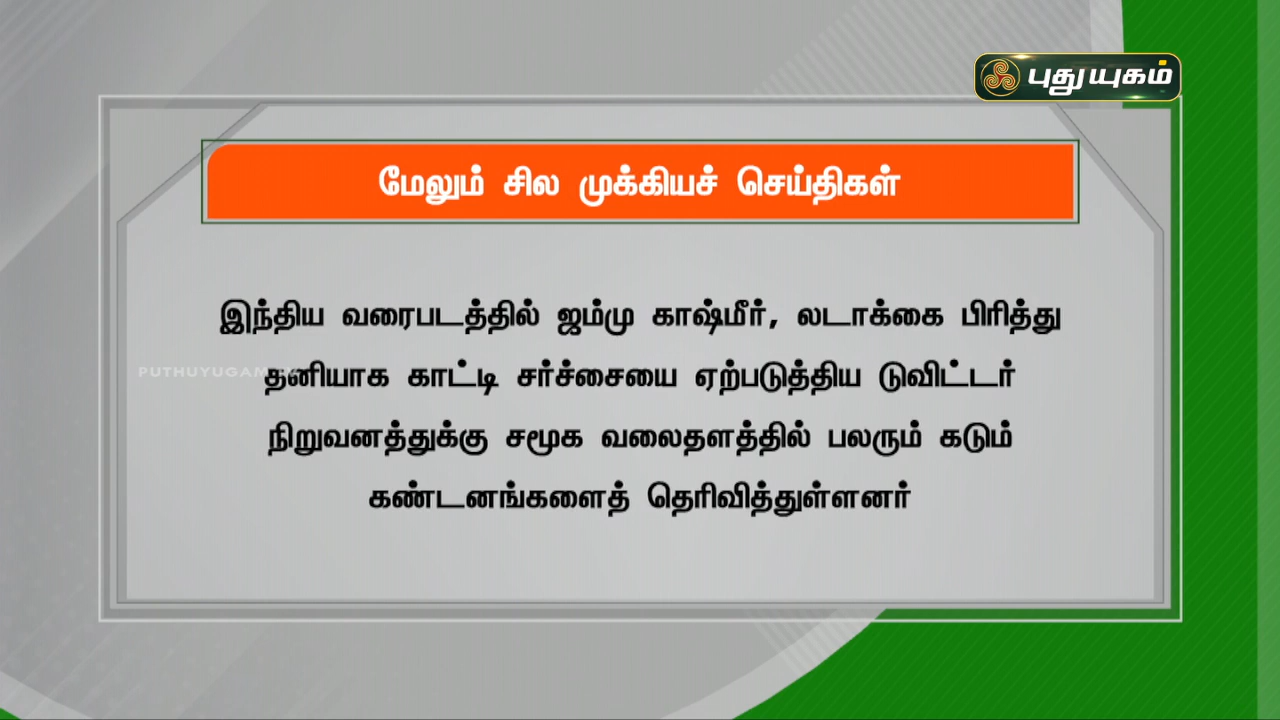 புதுயுகம்
மேலும் சில முக்கியச் செய்திகள்
இந்திய வரைபடத்தில் ஜம்மு காஷ்மீர், லடாக்கை பிரித்து
தனியாக காட்டி சர்ச்சையை ஏற்படுத்திய டுவிட்டர்
நிறுவனத்துக்கு சமூக வலைதளத்தில் பலரும் கடும்
கண்டனங்களைத் தெரிவித்துள்ளனர்